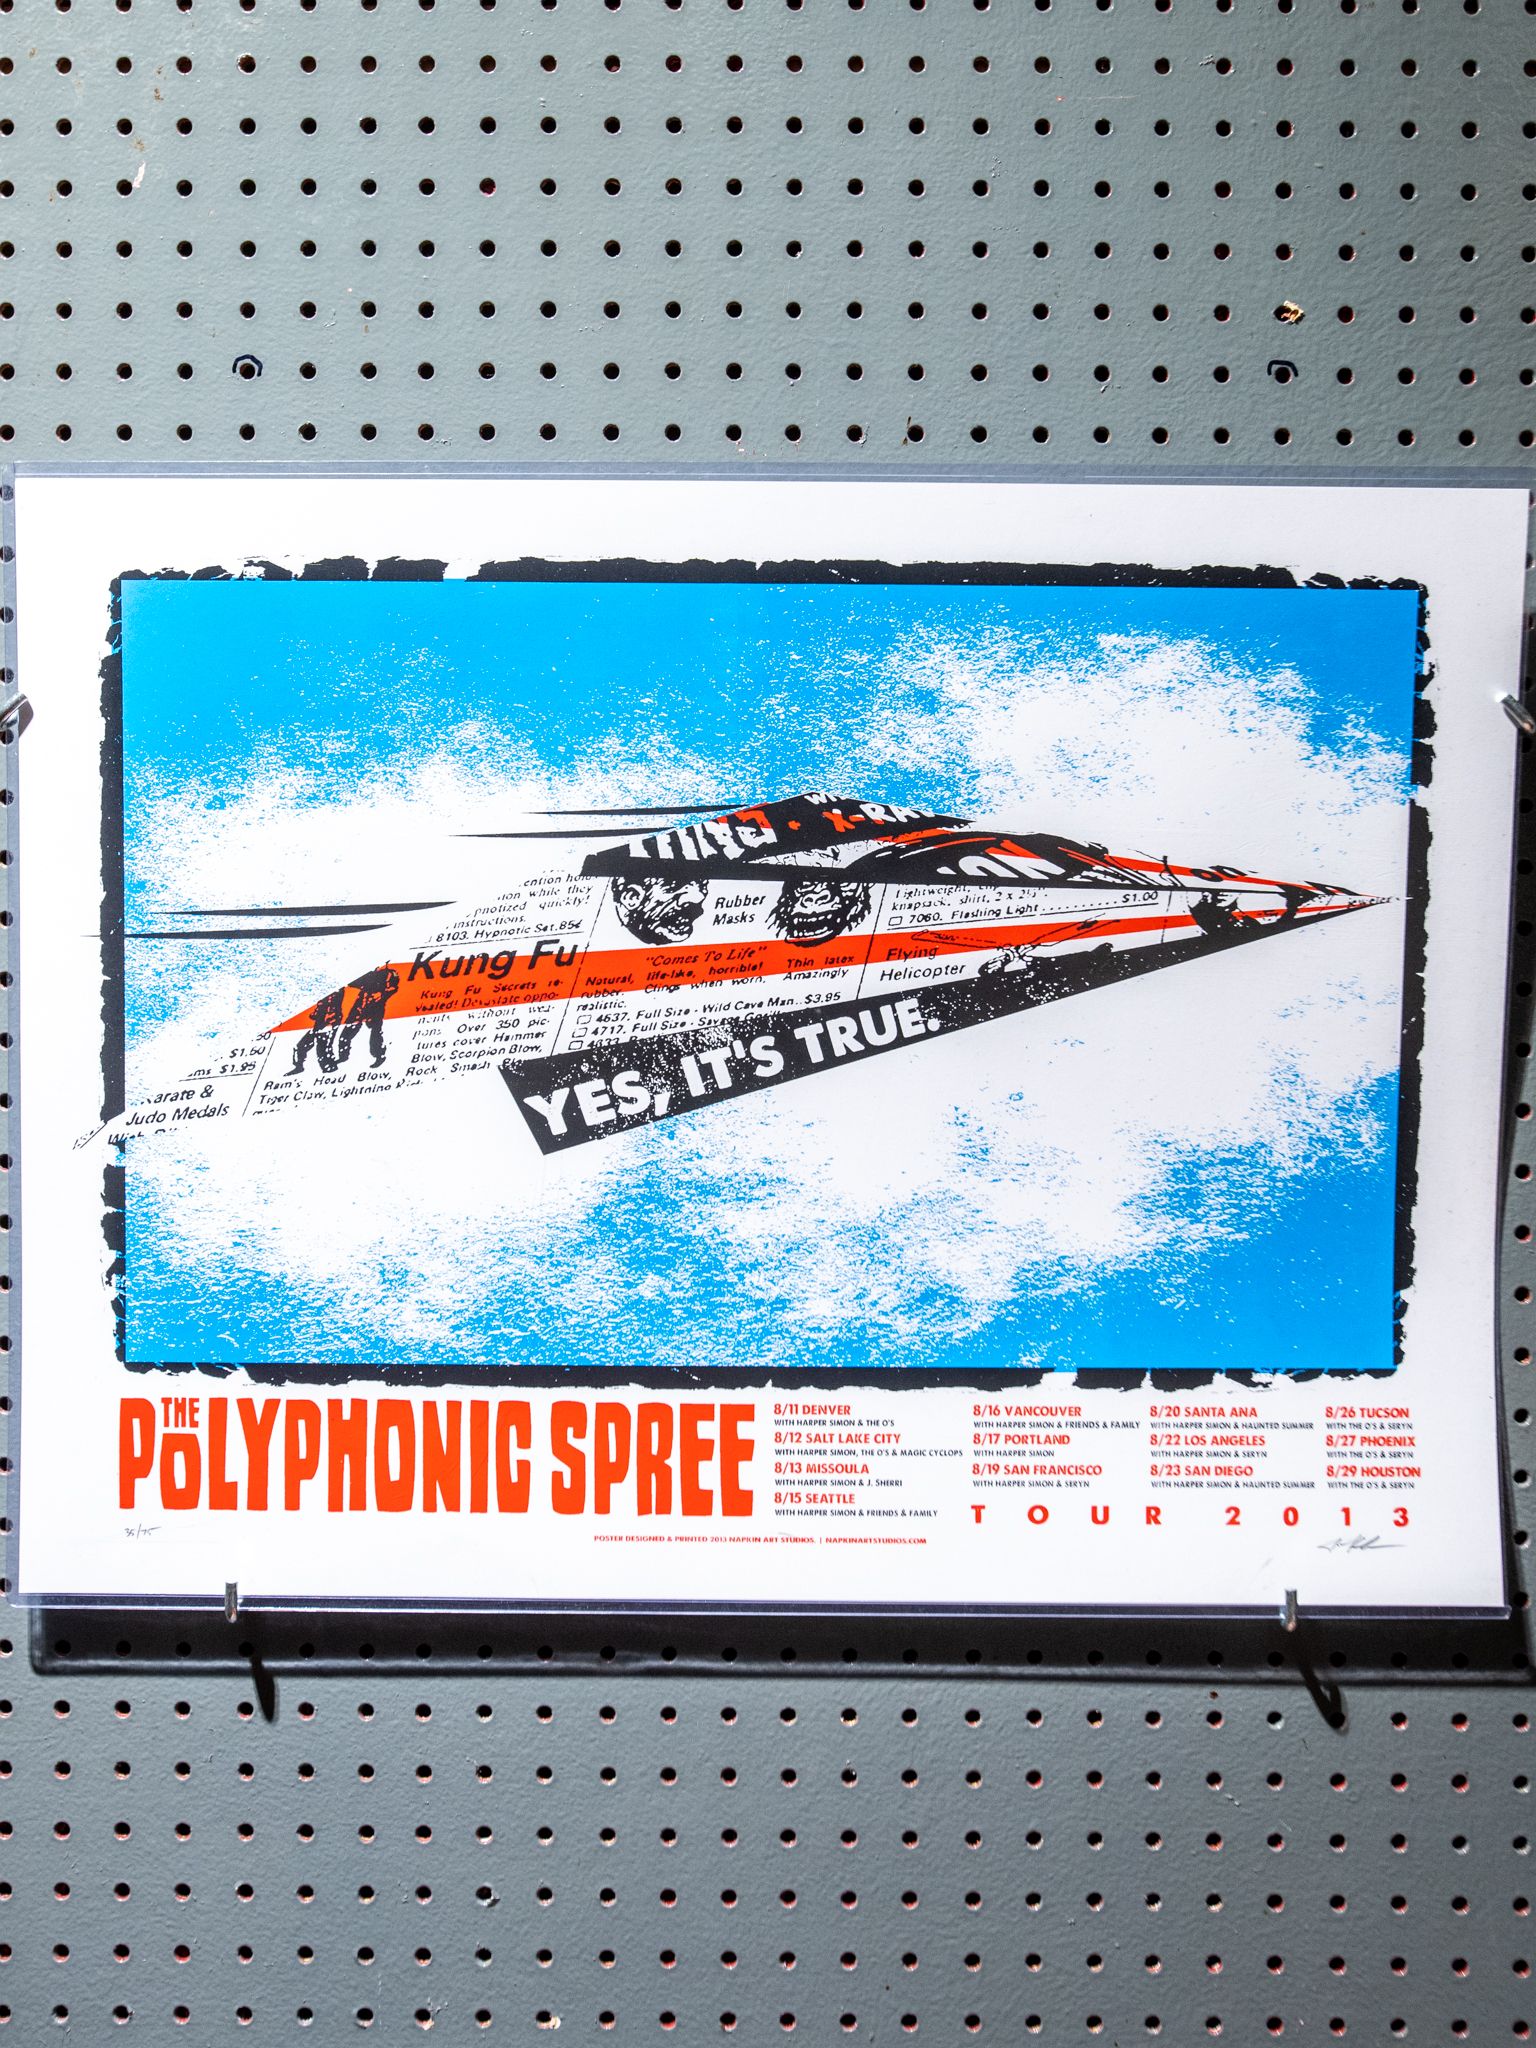 X-RA
ention hold
ion while they
pnotized quickly!
instructions.
8103. Hypnotic Set.85¢
Kung Fu
Kung Fu Secrets re-
vealed! Devastate oppo-
nents without wea-
pons. Over 350 pic-
tures cover Hammer
Blow, Scorpion Blow,
Ram's Head Blow, Rock Smash
Tiger Claw, Lightning
.50
$1.50
$1.95
arate &
Judo Medals
Rubber
Masks
"Comes To Life"
Natural, life-like, horrible! Thin latex
rubber. Clings when worn. Amazingly
realistic.
4637. Full Size - Wild Cave Man..$3.95
4717. Full Size - Savage
Lightweight,
knapsack, shirt, 2 x 2½".
7060. Flashing Light.......... $1.00
Flying
Helicopter
jeweler
YES, IT'S TRUE.
THE POLYPHONIC SPREE
8/11 DENVER
WITH HARPER SIMON & THE O'S
8/12 SALT LAKE CITY
WITH HARPER SIMON, THE O'S & MAGIC CYCLOPS
8/13 MISSOULA
WITH HARPER SIMON & J. SHERRI
8/15 SEATTLE
WITH HARPER SIMON & FRIENDS & FAMILY
8/16 VANCOUVER
WITH HARPER SIMON & FRIENDS & FAMILY
8/17 PORTLAND
WITH HARPER SIMON
8/19 SAN FRANCISCO
WITH HARPER SIMON & SERYN
8/20 SANTA ANA
WITH HARPER SIMON & HAUNTED SUMMER
8/22 LOS ANGELES
WITH HARPER SIMON & SERYN
8/23 SAN DIEGO
WITH HARPER SIMON & HAUNTED SUMMER
8/26 TUCSON
WITH THE O'S & SERYN
8/27 PHOENIX
WITH THE O'S & SERYN
8/29 HOUSTON
WITH THE O'S & SERYN
TOUR 2013
35/75
POSTER DESIGNED & PRINTED 2013 NAPKIN ART STUDIOS. | NAPKINARTSTUDIOS.COM